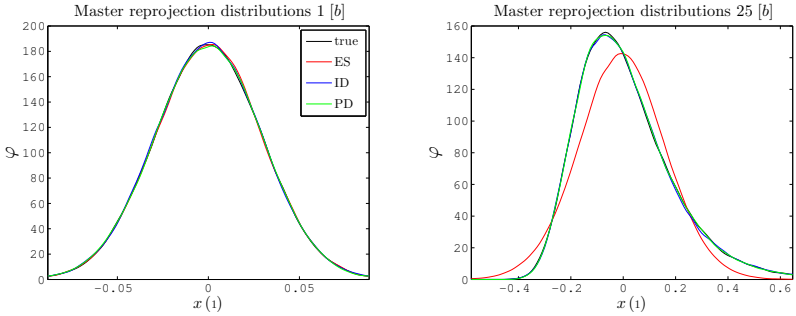 Master reprojection distributions 1 [b]
200
180
160
140
120
100
80
60
40
20
0
φ
true
ES
ID
PD
−0.05
0
0.05
x (1)
Master reprojection distributions 25 [b]
160
140
120
100
80
60
40
20
0
φ
−0.4
−0.2
0
0.2
0.4
0.6
x (1)